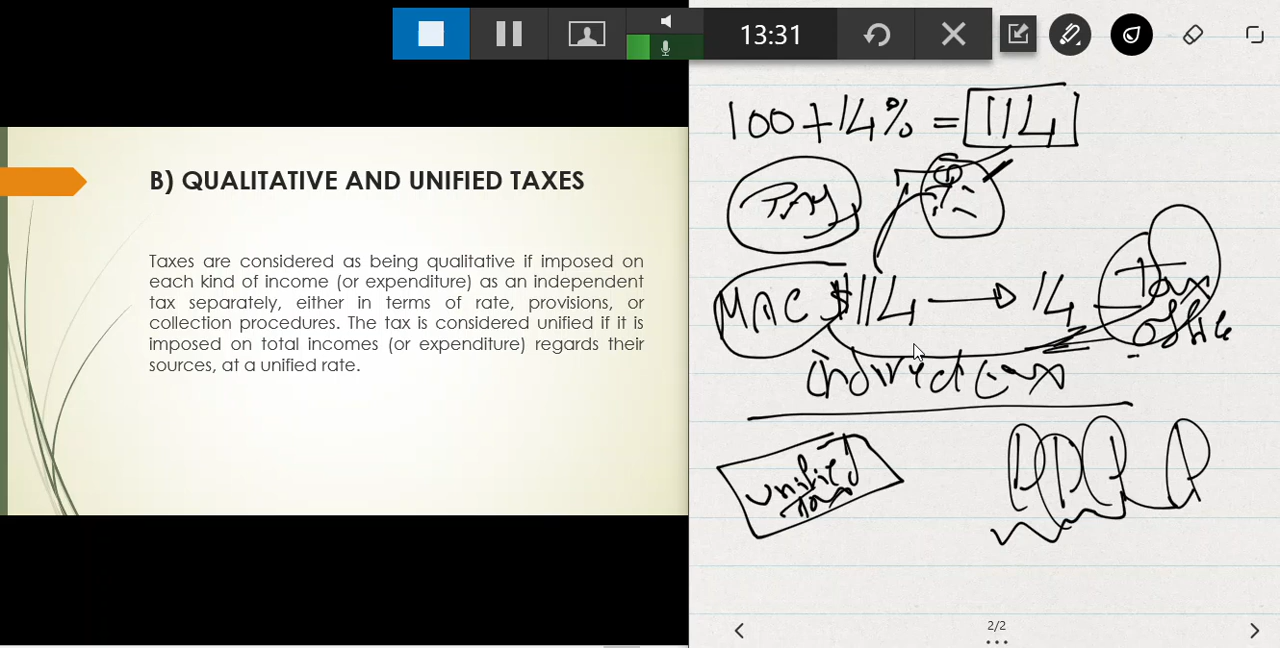 13:31
B) QUALITATIVE AND UNIFIED TAXES
Taxes are considered as being qualitative if imposed on
each kind of income (or expenditure) as an independent
tax separately, either in terms of rate, provisions, or
collection procedures. The tax is considered unified if it is
imposed on total incomes (or expenditure) regards their
sources, at a unified rate.
100 + 14% = 114
Pay
MAC $114 → 14 tax
office
indirect tax
unified
tax
2/2